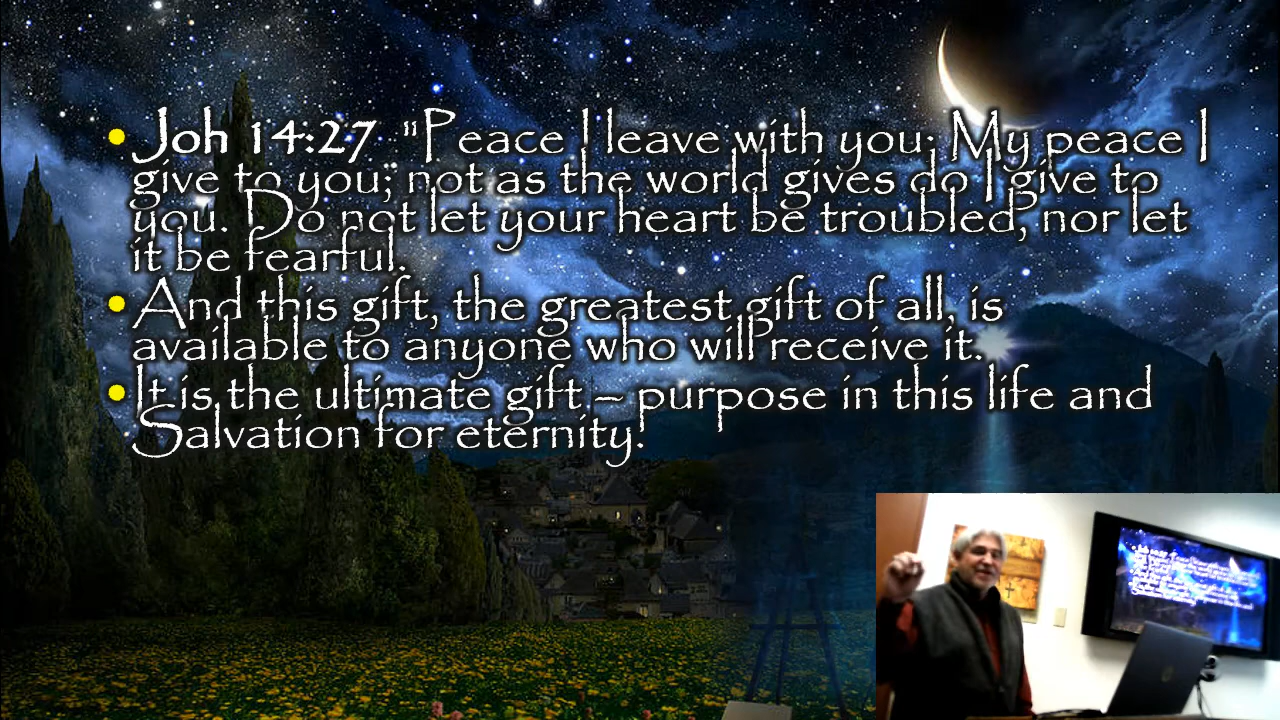 • Joh 14:27 "Peace I leave with you; My peace I
give to you; not as the world gives do I give to
you. Do not let your heart be troubled, nor let
it be fearful.
• And this gift, the greatest gift of all, is
available to anyone who will receive it.
• It is the ultimate gift – purpose in this life and
Salvation for eternity.